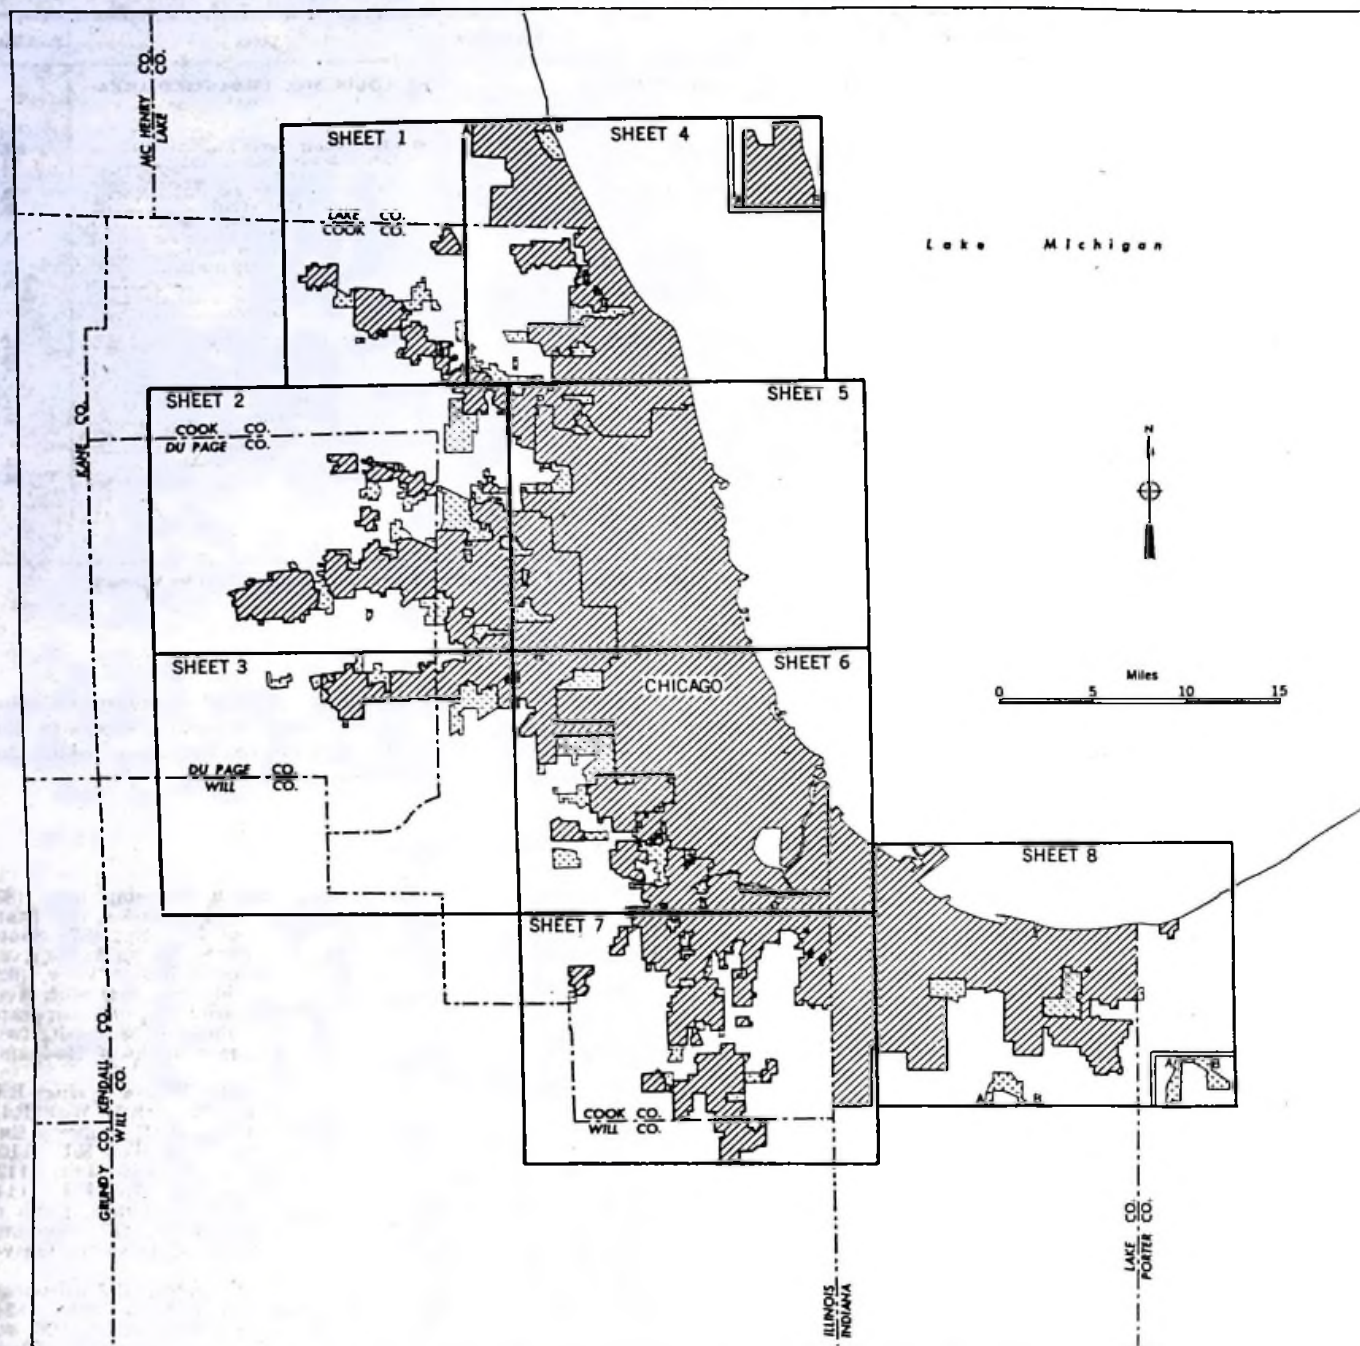 MC HENRY CO.
LAKE CO.
SHEET 1
A
B
SHEET 4
A
B
LAKE CO.
COOK CO.
Lake Michigan
KANE CO.
SHEET 2
SHEET 5
COOK CO.
DU PAGE CO.
N
SHEET 3
SHEET 6
CHICAGO
Miles
0 5 10 15
DU PAGE CO.
WILL CO.
SHEET 8
SHEET 7
A
B
A
B
COOK CO.
WILL CO.
GRUNDY CO. KENDALL CO.
WILL CO.
ILLINOIS
INDIANA
LAKE CO.
PORTER CO.